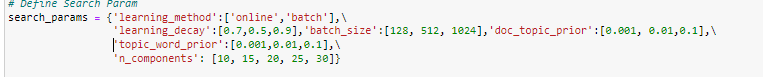 # Define Search Param
search_params = {'learning_method':['online','batch'],\
'learning_decay':[0.7,0.5,0.9],'batch_size':[128, 512, 1024],'doc_topic_prior':[0.001, 0.01,0.1],\
'topic_word_prior':[0.001,0.01,0.1],\
'n_components': [10, 15, 20, 25, 30]}